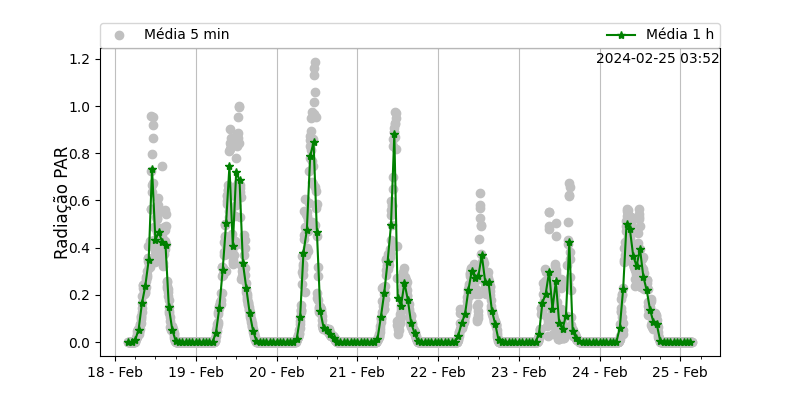 Média 5 min
Média 1 h
2024-02-25 03:52
Radiação PAR
1.2
1.0
0.8
0.6
0.4
0.2
0.0
18 - Feb
19 - Feb
20 - Feb
21 - Feb
22 - Feb
23 - Feb
24 - Feb
25 - Feb